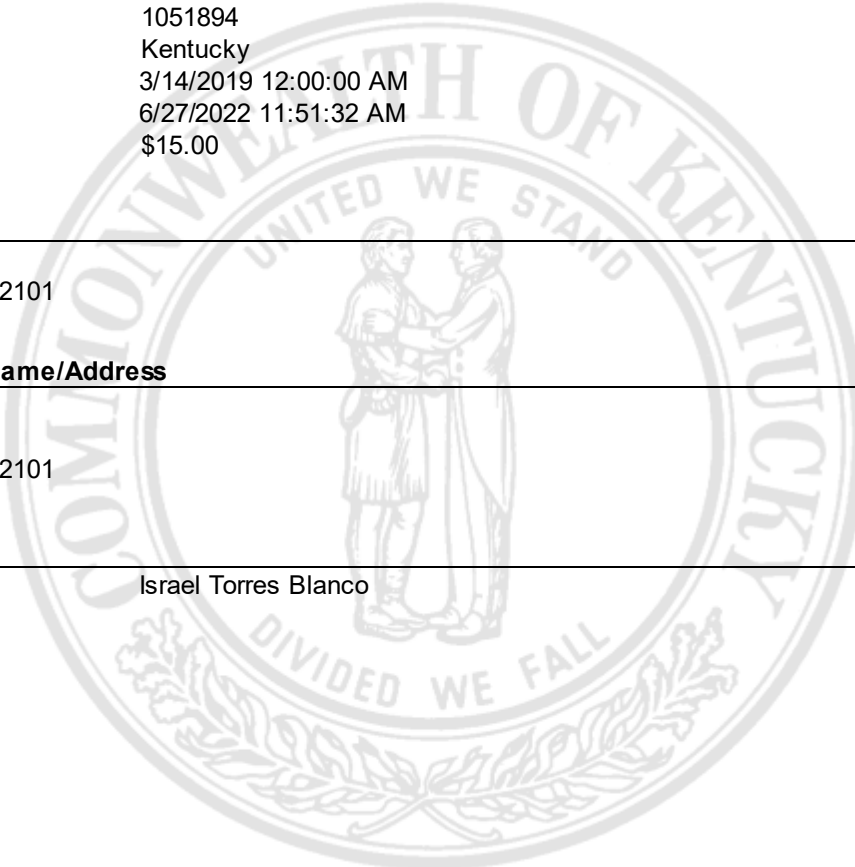 1051894
Kentucky
3/14/2019 12:00:00 AM
6/27/2022 11:51:32 AM
$15.00
2101
ame/Address
2101
Israel Torres Blanco
COMMONWEALTH OF KENTUCKY
UNITED WE STAND
DIVIDED WE FALL